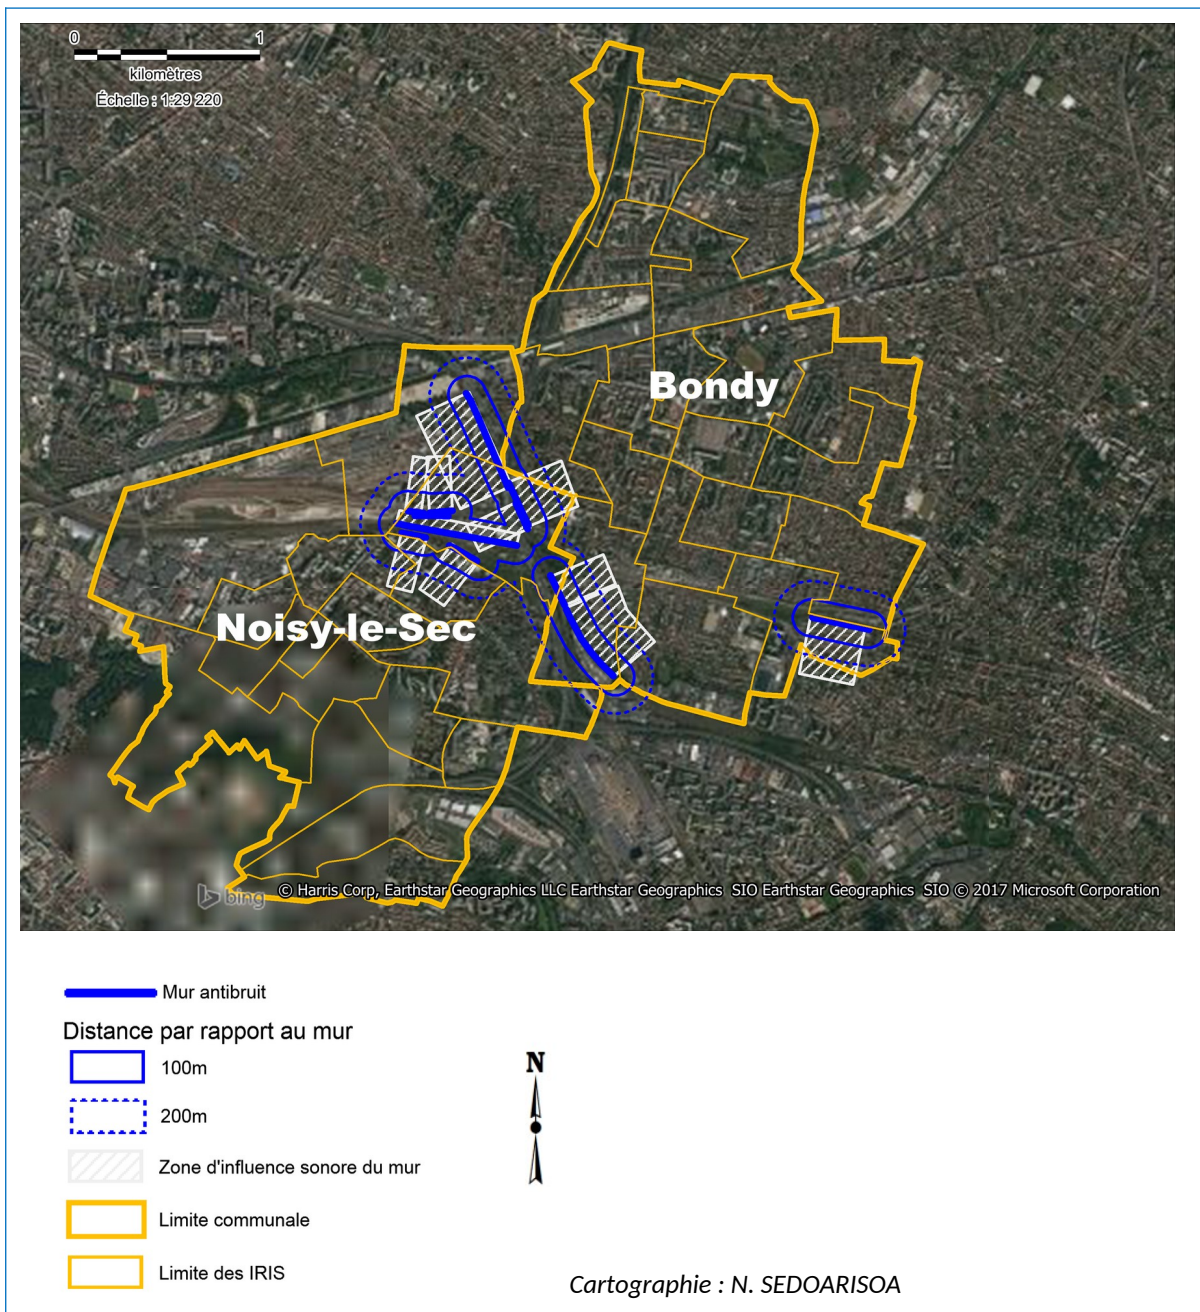 0 1
kilomètres
Échelle : 1:29 220
Bondy
Noisy-le-Sec
bing © Harris Corp, Earthstar Geographics LLC Earthstar Geographics SIO Earthstar Geographics SIO © 2017 Microsoft Corporation
Mur antibruit
Distance par rapport au mur
100m
200m
Zone d'influence sonore du mur
Limite communale
Limite des IRIS
N
Cartographie : N. SEDOARISOA